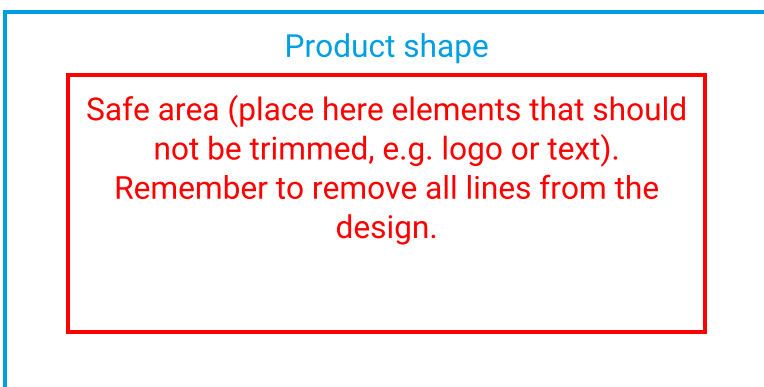 Product shape
Safe area (place here elements that should
not be trimmed, e.g. logo or text).
Remember to remove all lines from the
design.